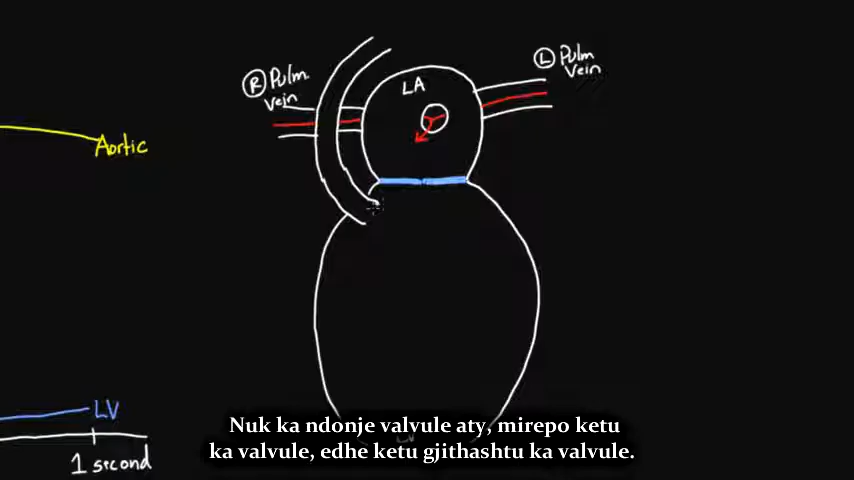 Ⓡ Pulm
vein
LA
Ⓛ Pulm
Vein
Aortic
LV
1 second
Nuk ka ndonje valvule aty, mirepo ketu
ka valvule, edhe ketu gjithashtu ka valvule.